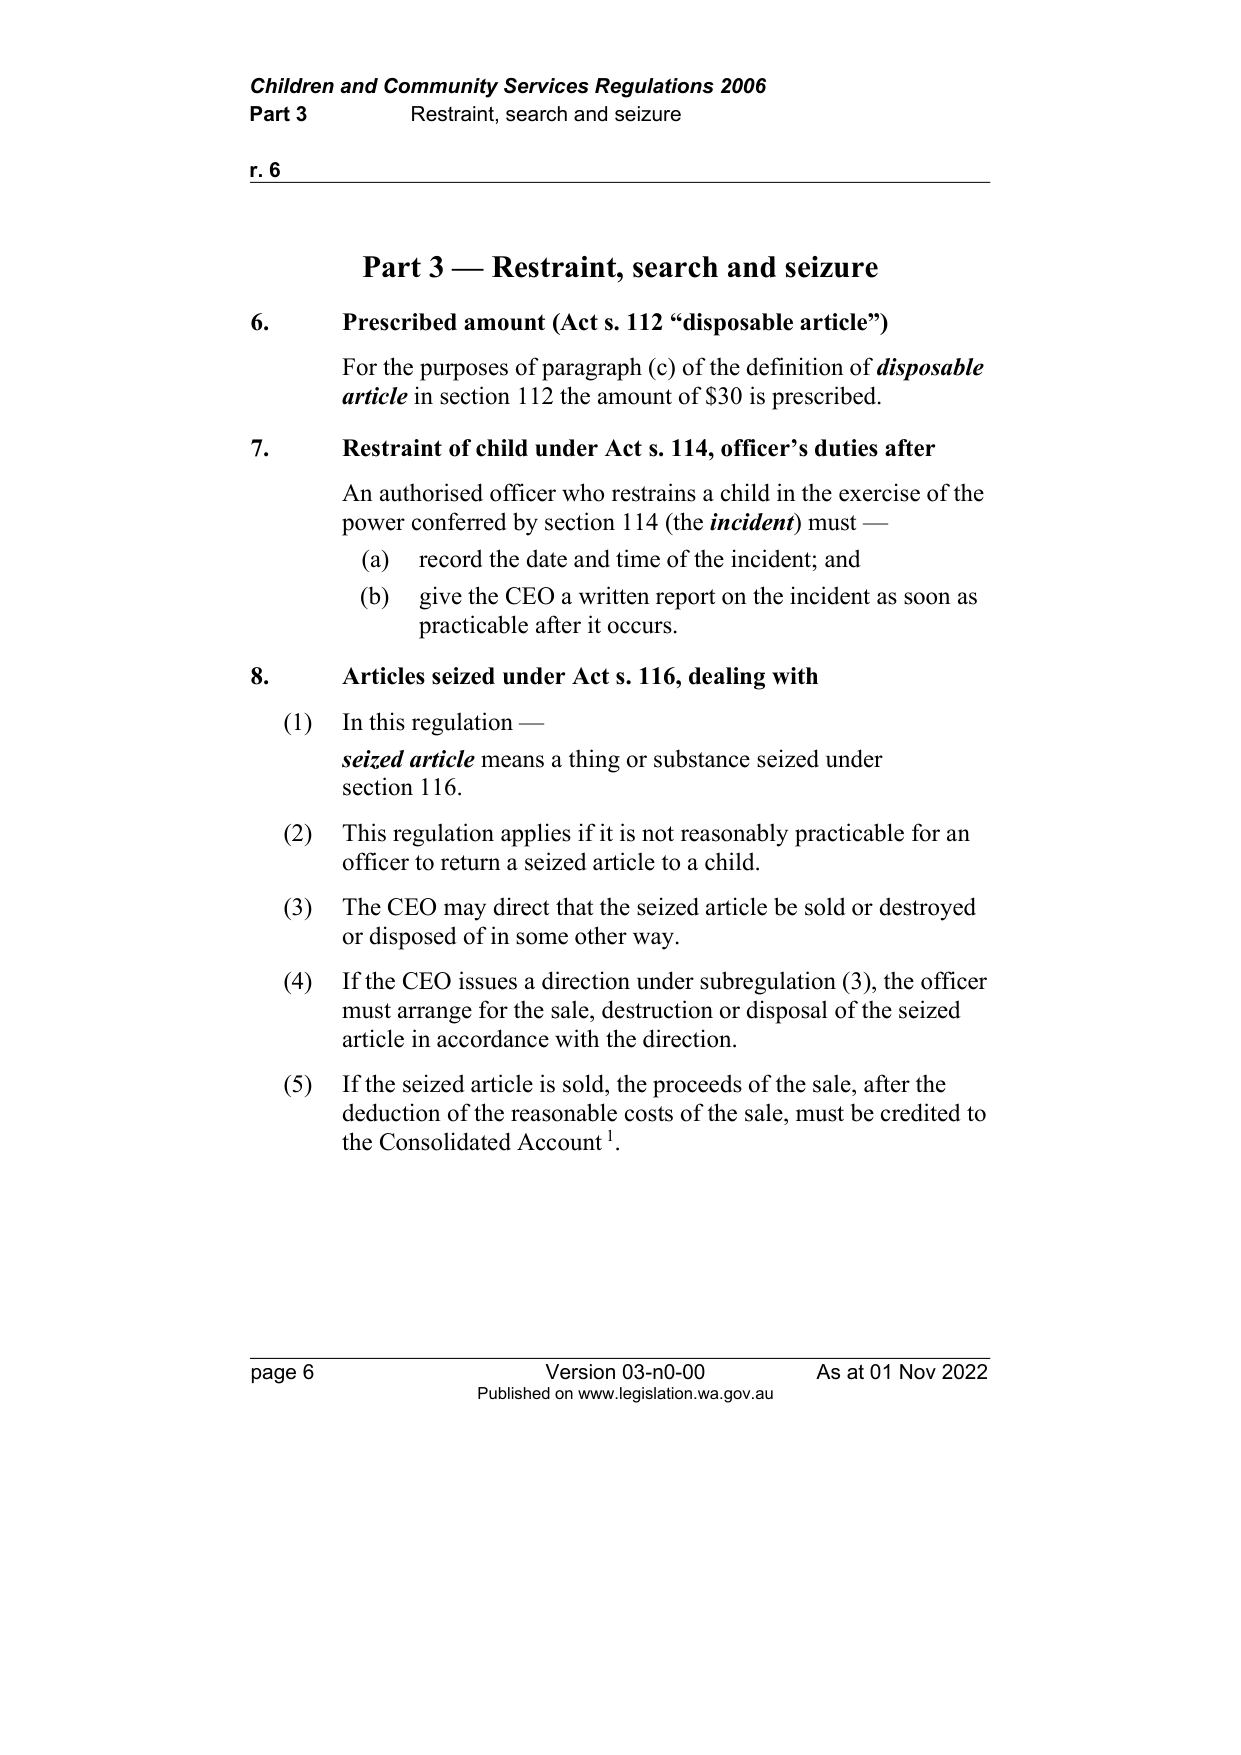 Children and Community Services Regulations 2006
Part 3 Restraint, search and seizure
r. 6
Part 3 — Restraint, search and seizure
6. Prescribed amount (Act s. 112 “disposable article”)
For the purposes of paragraph (c) of the definition of disposable
article in section 112 the amount of $30 is prescribed.
7. Restraint of child under Act s. 114, officer’s duties after
An authorised officer who restrains a child in the exercise of the
power conferred by section 114 (the incident) must —
(a) record the date and time of the incident; and
(b) give the CEO a written report on the incident as soon as
practicable after it occurs.
8. Articles seized under Act s. 116, dealing with
(1) In this regulation —
seized article means a thing or substance seized under
section 116.
(2) This regulation applies if it is not reasonably practicable for an
officer to return a seized article to a child.
(3) The CEO may direct that the seized article be sold or destroyed
or disposed of in some other way.
(4) If the CEO issues a direction under subregulation (3), the officer
must arrange for the sale, destruction or disposal of the seized
article in accordance with the direction.
(5) If the seized article is sold, the proceeds of the sale, after the
deduction of the reasonable costs of the sale, must be credited to
the Consolidated Account 1.
page 6 Version 03-n0-00 As at 01 Nov 2022
Published on www.legislation.wa.gov.au